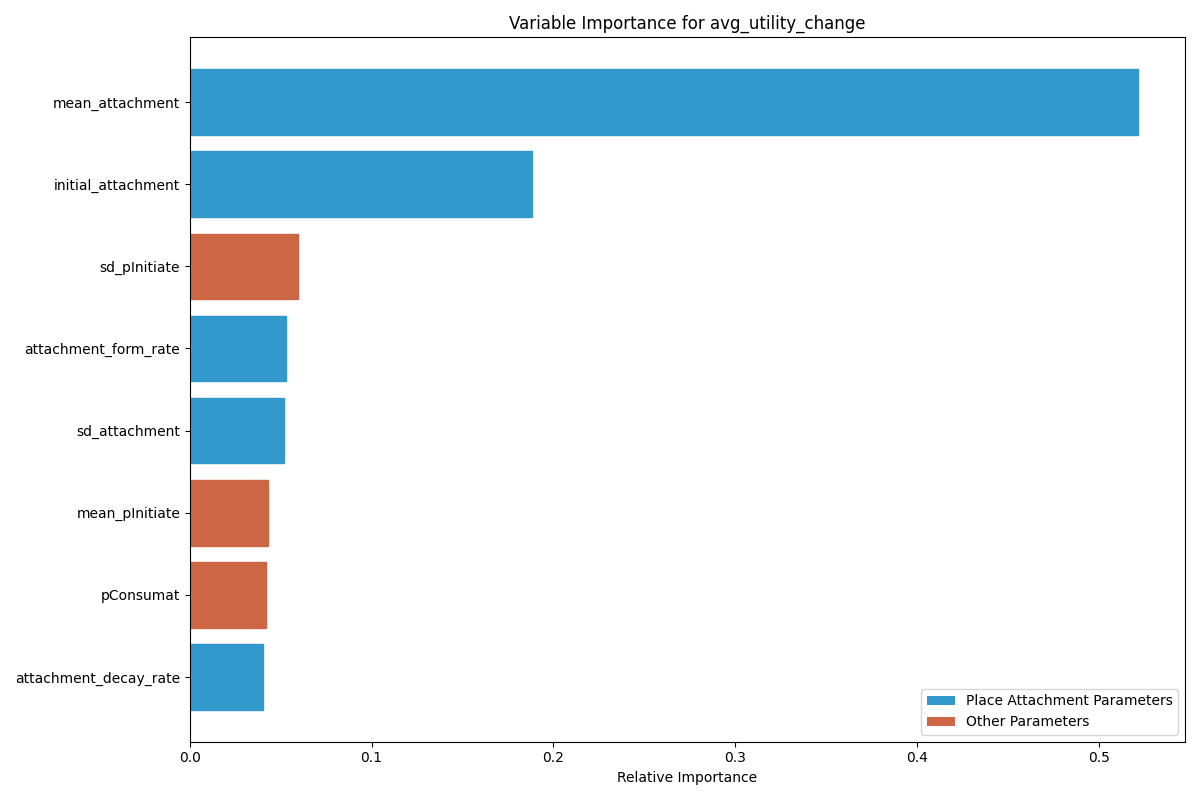 Variable Importance for avg_utility_change
mean_attachment
initial_attachment
sd_pInitiate
attachment_form_rate
sd_attachment
mean_pInitiate
pConsumat
attachment_decay_rate
Place Attachment Parameters
Other Parameters
0.0 0.1 0.2 0.3 0.4 0.5
Relative Importance